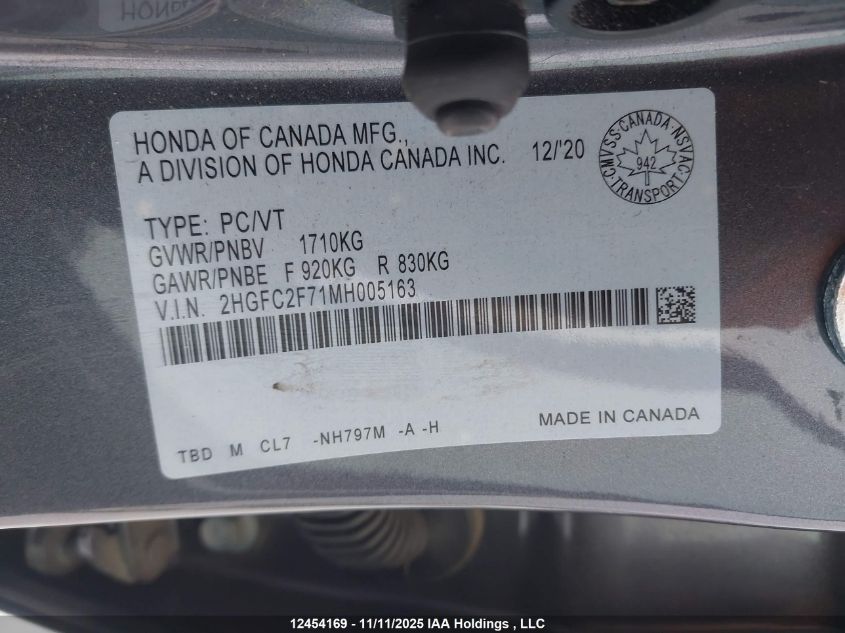 HONDA OF CANADA MFG.,
A DIVISION OF HONDA CANADA INC. 12/'20
CMVSS CANADA NSVAC TRANSPORT
942
TYPE: PC/VT
GVWR/PNBV 1710KG
GAWR/PNBE F 920KG R 830KG
V.I.N. 2HGFC2F71MH005163
TBD M CL7 -NH797M -A -H MADE IN CANADA
12454169 - 11/11/2025 IAA Holdings , LLC